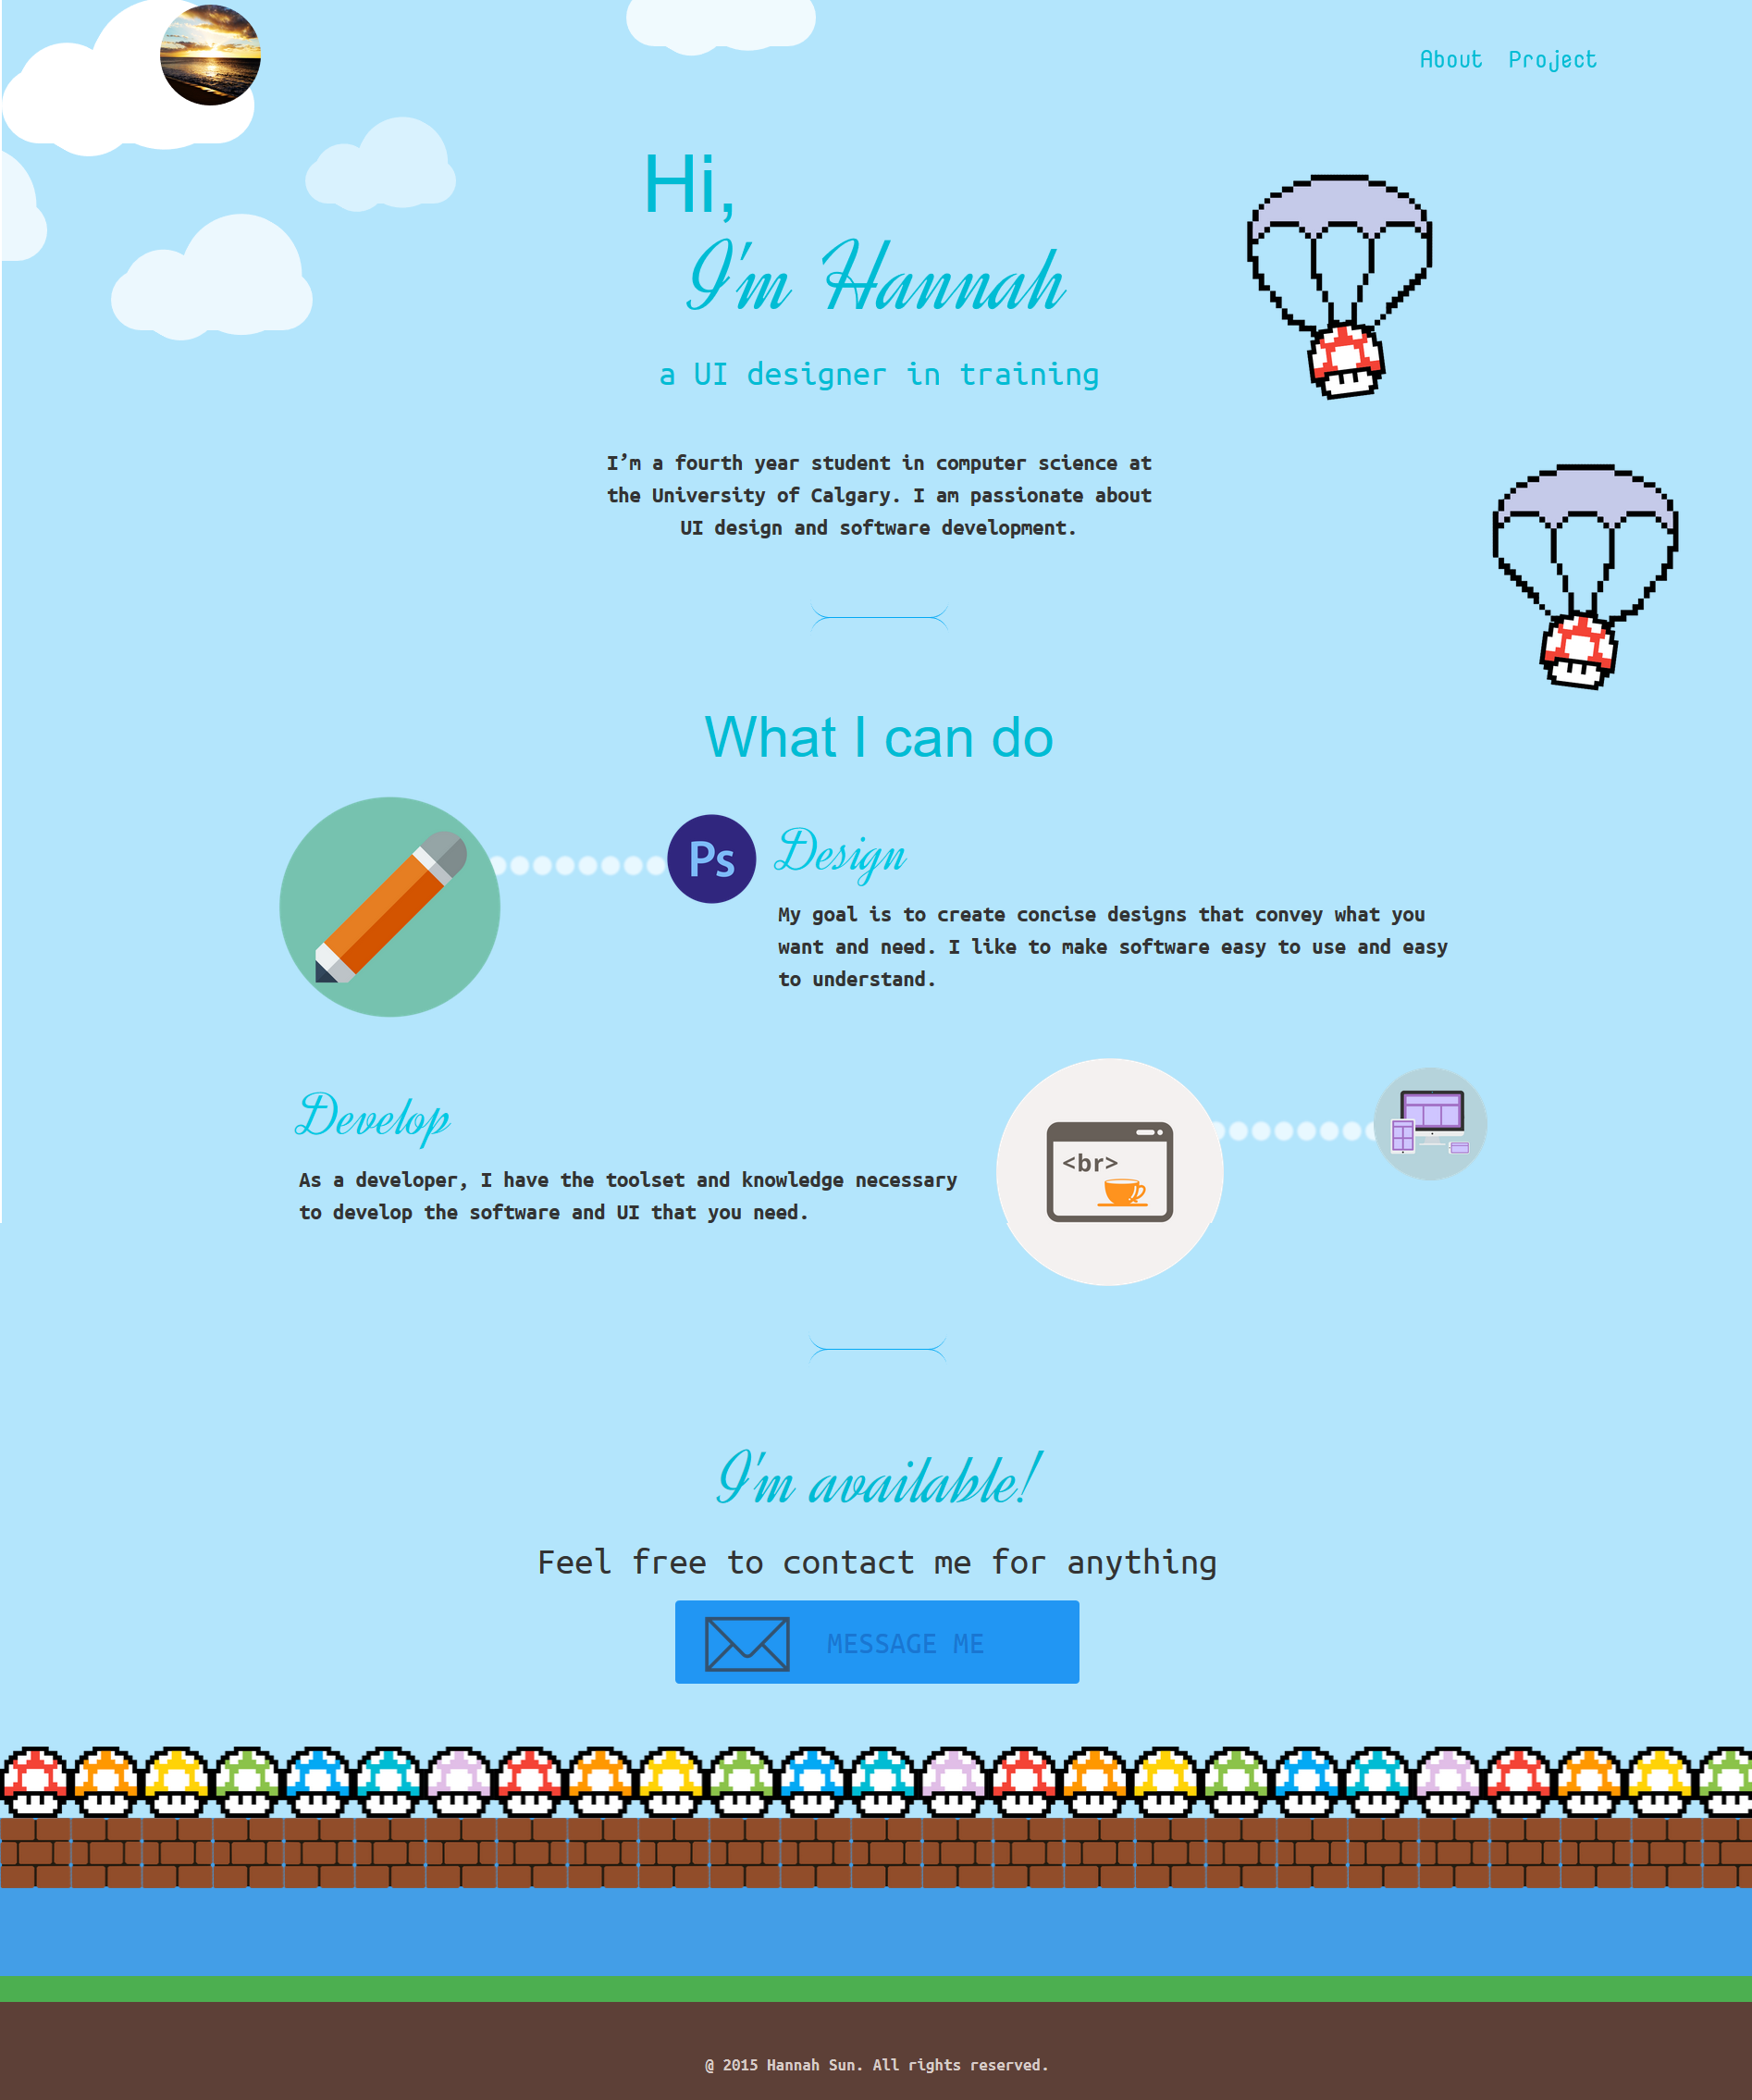 About Project
Hi,
I'm Hannah
a UI designer in training
I’m a fourth year student in computer science at
the University of Calgary. I am passionate about
UI design and software development.
What I can do
Ps
Design
My goal is to create concise designs that convey what you
want and need. I like to make software easy to use and easy
to understand.
Develop
As a developer, I have the toolset and knowledge necessary
to develop the software and UI that you need.
<br>
I'm available!
Feel free to contact me for anything
MESSAGE ME
@ 2015 Hannah Sun. All rights reserved.